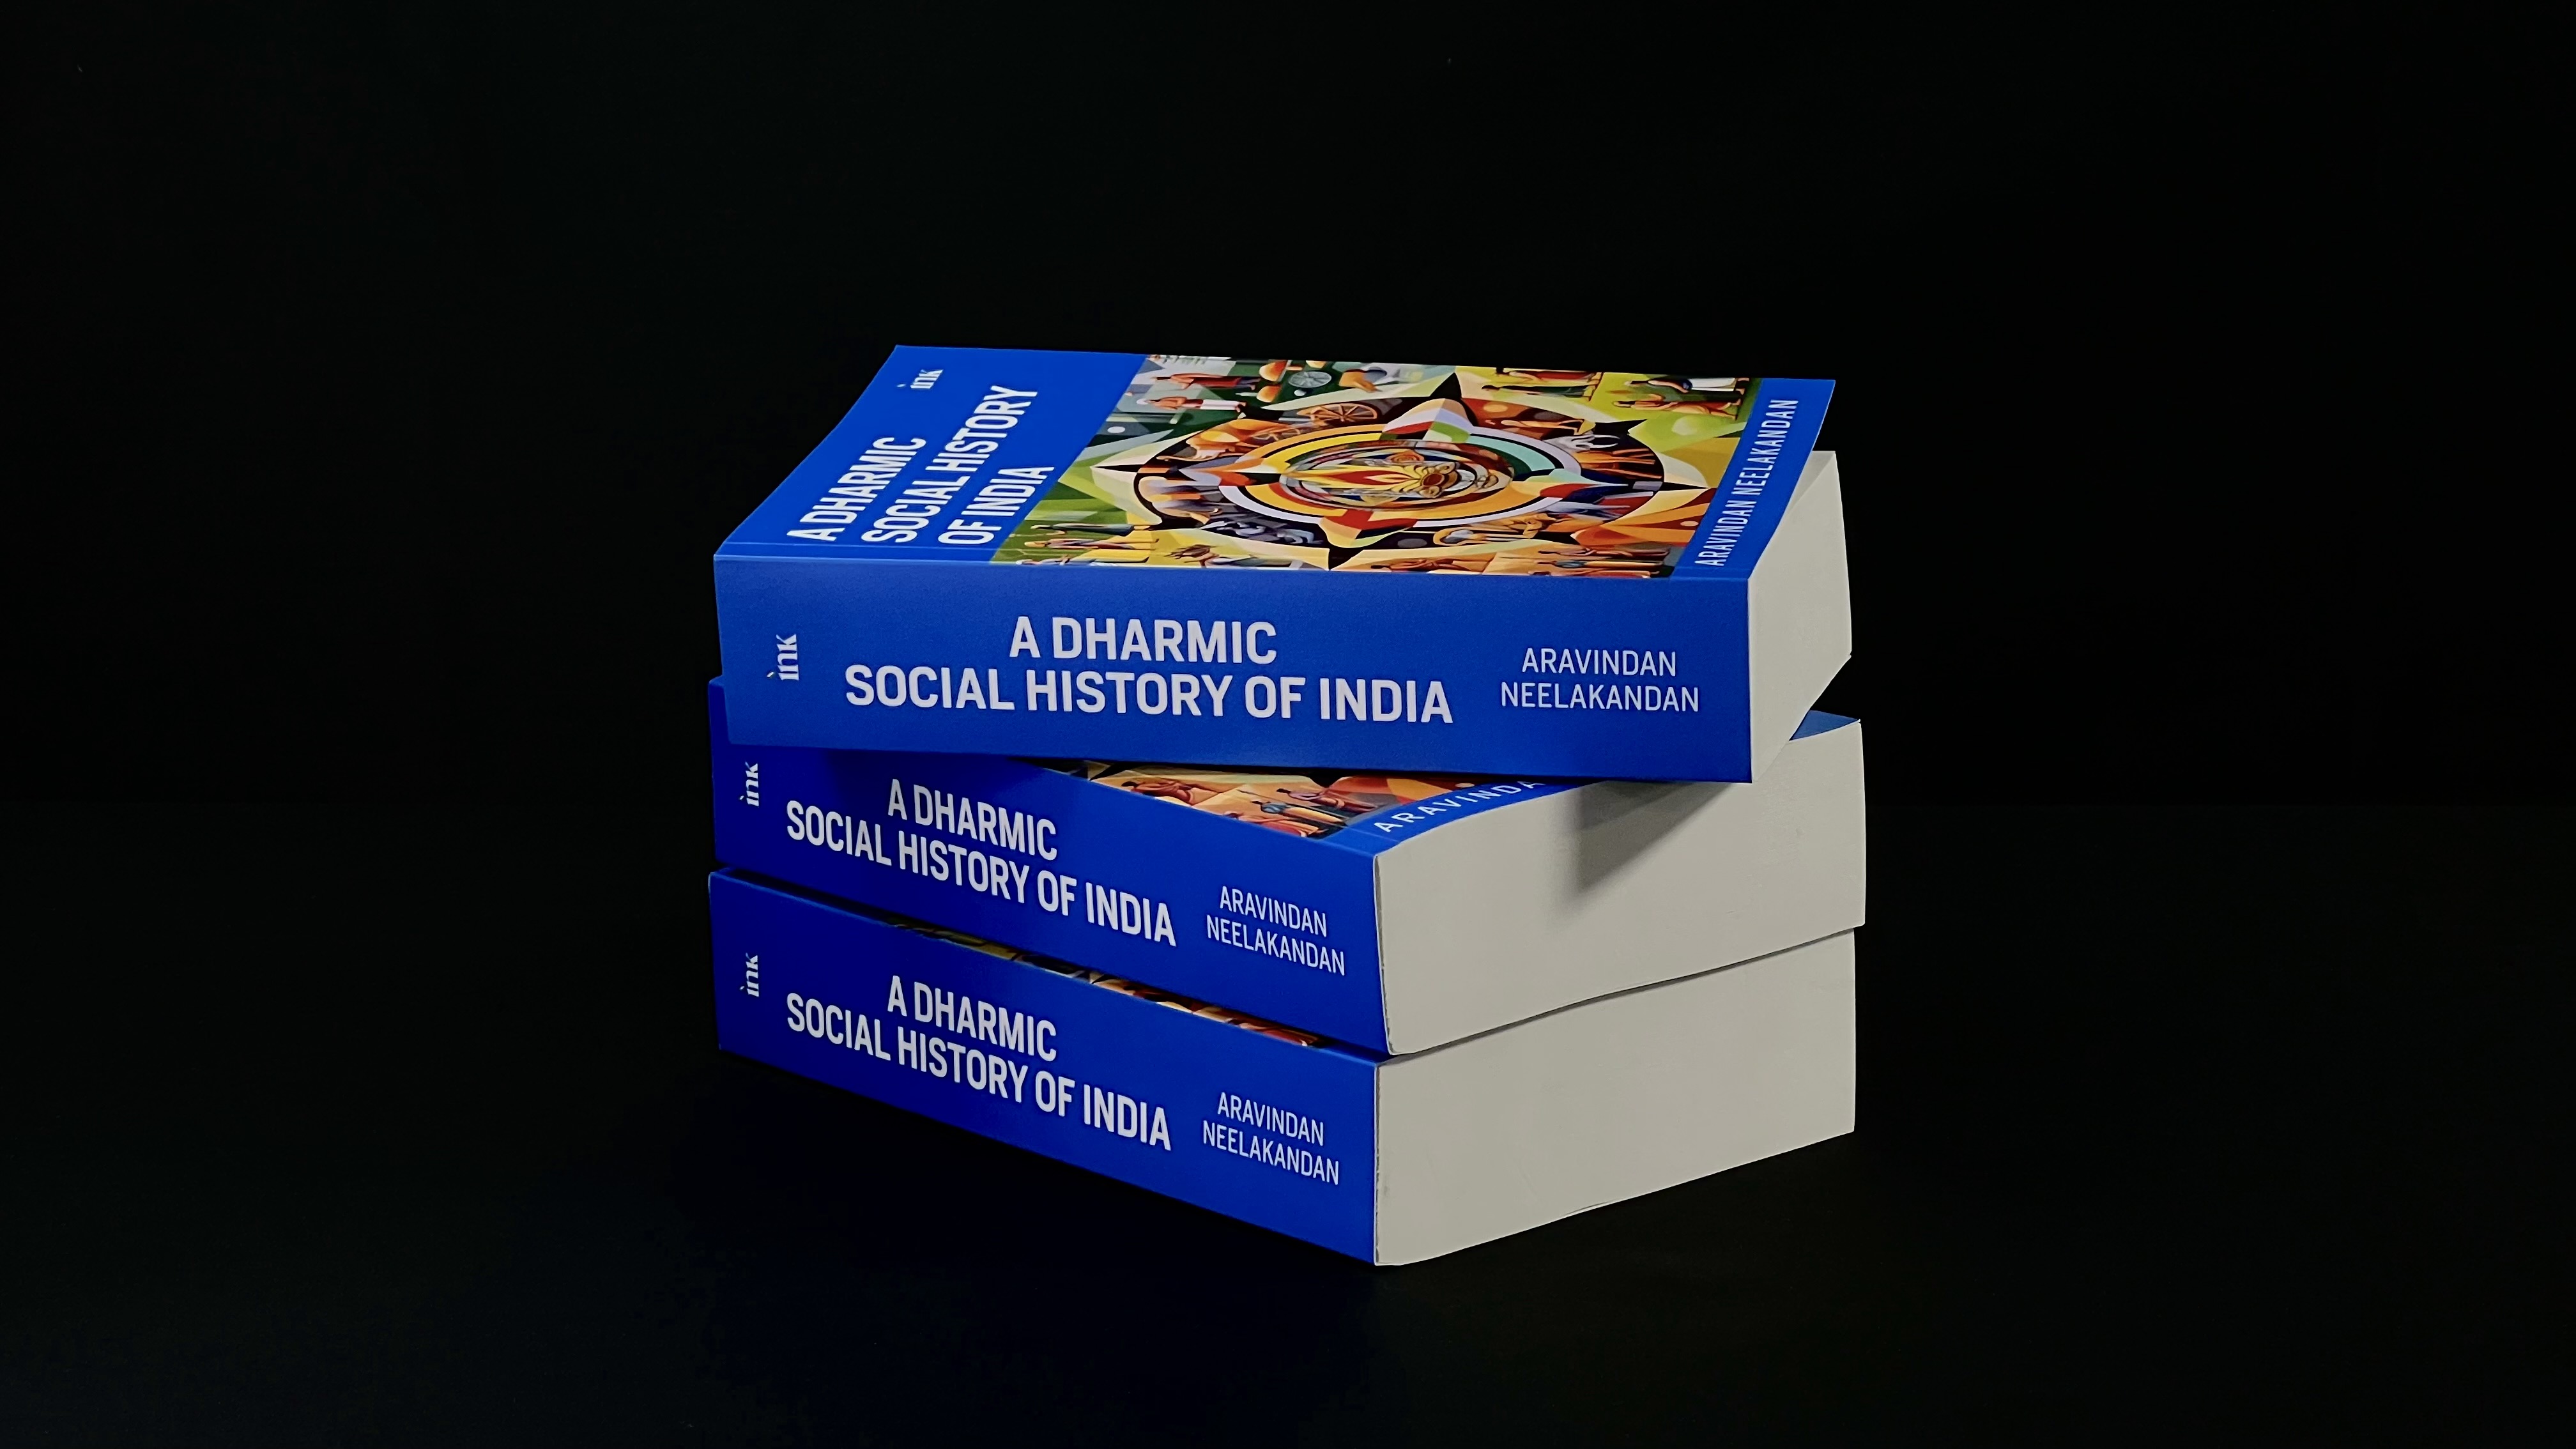 ink
A DHARMIC
SOCIAL HISTORY
OF INDIA
ARAVINDAN NEELAKANDAN
ink
A DHARMIC
SOCIAL HISTORY OF INDIA
ARAVINDAN
NEELAKANDAN
ARAVINDA
ink
A DHARMIC
SOCIAL HISTORY OF INDIA
ARAVINDAN
NEELAKANDAN
ink
A DHARMIC
SOCIAL HISTORY OF INDIA
ARAVINDAN
NEELAKANDAN